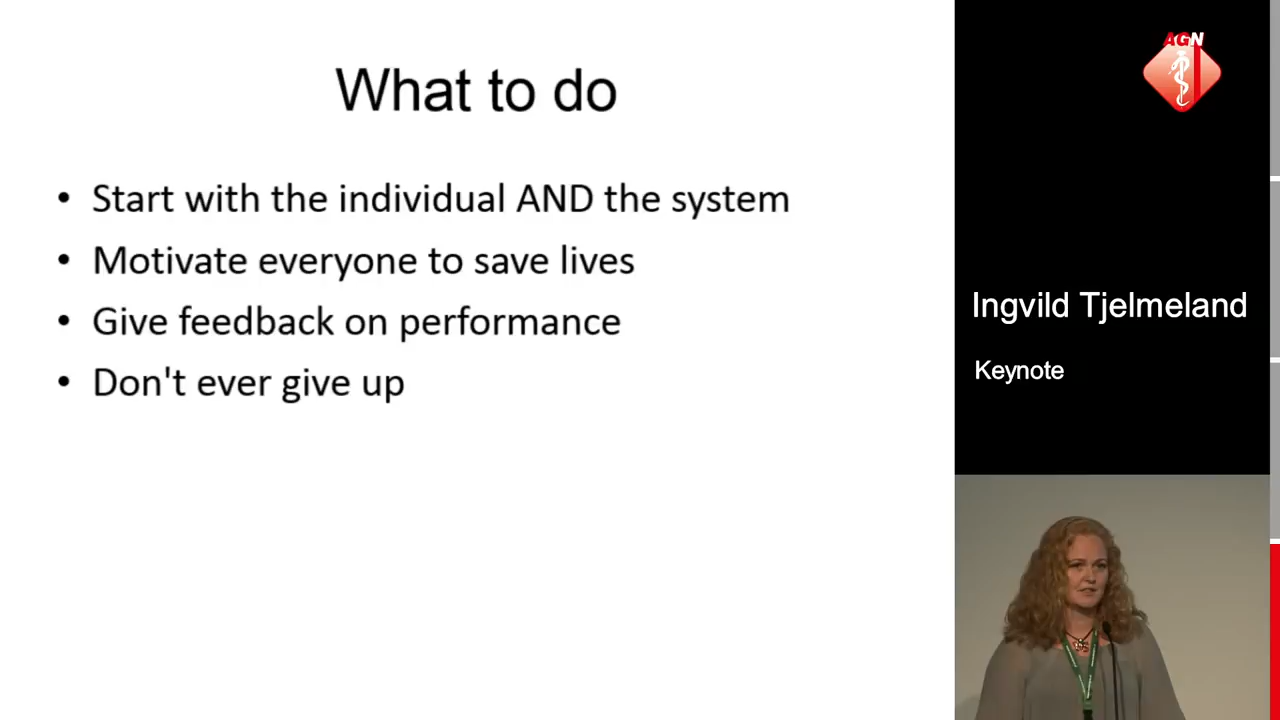 What to do
• Start with the individual AND the system
• Motivate everyone to save lives
• Give feedback on performance
• Don't ever give up
AGN
Ingvild Tjelmeland
Keynote